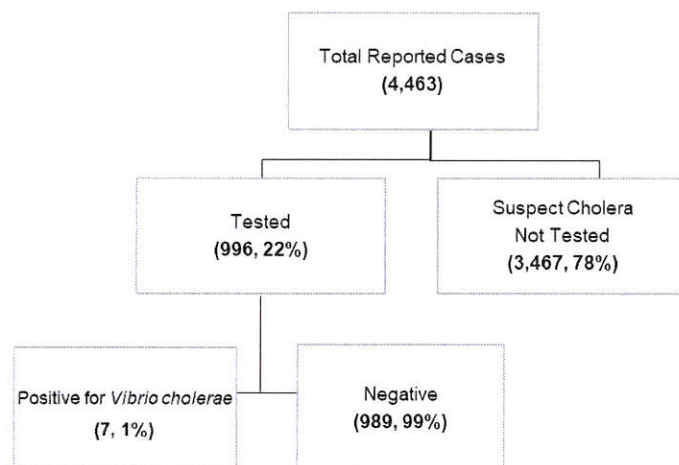 Total Reported Cases
(4,463)
Tested
(996, 22%)
Suspect Cholera
Not Tested
(3,467, 78%)
Positive for Vibrio cholerae
(7, 1%)
Negative
(989, 99%)